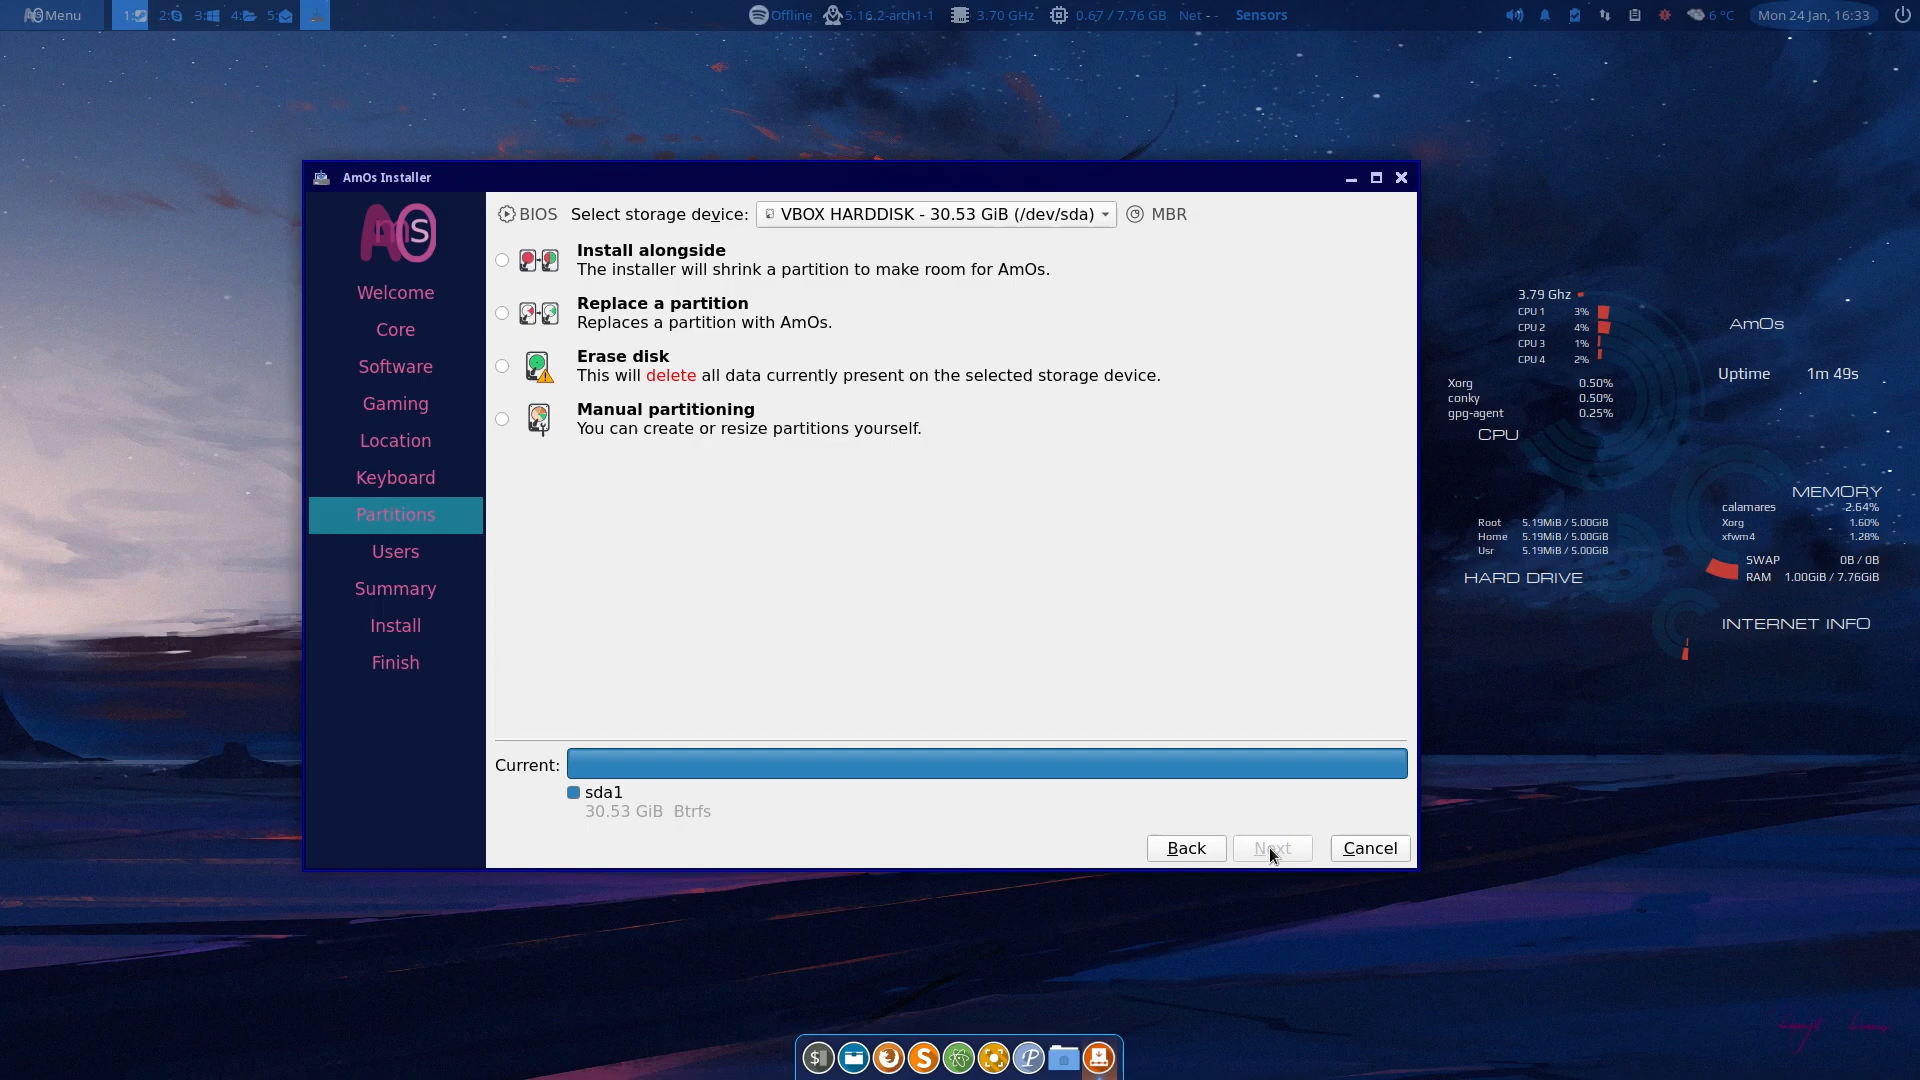 Menu
1: 2: 3: 4: 5:
Offline 5.16.2-arch1-1 3.70 GHz 0.67 / 7.76 GB Net - - Sensors
6 °C Mon 24 Jan, 16:33
AmOs Installer
AmOS
Welcome
Core
Software
Gaming
Location
Keyboard
Partitions
Users
Summary
Install
Finish
BIOS Select storage device: VBOX HARDDISK - 30.53 GiB (/dev/sda) MBR
Install alongside
The installer will shrink a partition to make room for AmOs.
Replace a partition
Replaces a partition with AmOs.
Erase disk
This will delete all data currently present on the selected storage device.
Manual partitioning
You can create or resize partitions yourself.
Current:
sda1
30.53 GiB Btrfs
Back Next Cancel
3.79 Ghz
CPU 1 3%
CPU 2 4%
CPU 3 1%
CPU 4 2%
Xorg 0.50%
conky 0.50%
gpg-agent 0.25%
CPU
AmOs
Uptime 1m 49s
MEMORY
calamares 2.64%
Xorg 1.60%
xfwm4 1.28%
SWAP 0B / 0B
RAM 1.00GiB / 7.76GiB
Root 5.19MiB / 5.00GiB
Home 5.19MiB / 5.00GiB
Usr 5.19MiB / 5.00GiB
HARD DRIVE
INTERNET INFO